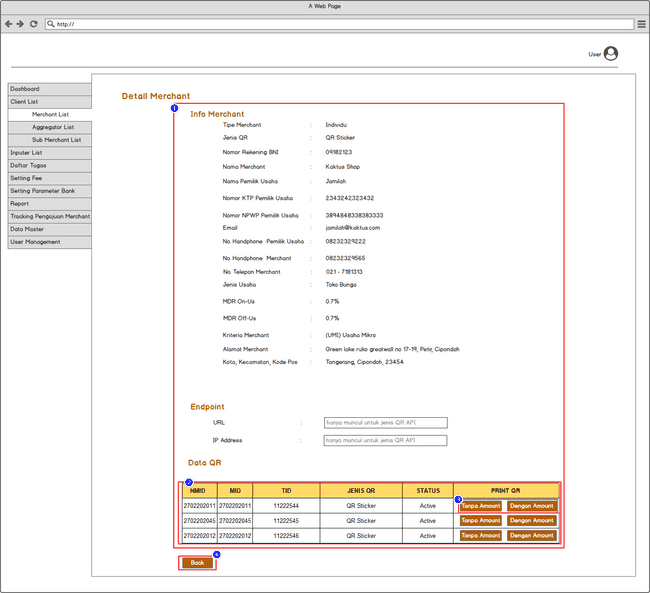 A Web Page
http://
User
Dashboard
Client List
Merchant List
Aggregator List
Sub Merchant List
Inputer List
Daftar Tugas
Setting Fee
Setting Parameter Bank
Report
Tracking Pengajuan Merchant
Data Master
User Management
Detail Merchant
1
Info Merchant
Tipe Merchant : Individu
Jenis QR : QR Sticker
Nomor Rekening BNI : 09182123
Nama Merchant : Kaktus Shop
Nama Pemilik Usaha : Jamilah
Nomor KTP Pemilik Usaha : 2343242323432
Nomor NPWP Pemilik Usaha : 38948483383833333
Email : jamilah@kaktus.com
No. Handphone Pemilik Usaha : 08232329222
No. Handphone Merchant : 08232329565
No. Telepon Merchant : 021 - 7181313
Jenis Usaha : Toko Bunga
MDR On-Us : 0.7%
MDR Off-Us : 0.7%
Kriteria Merchant : (UMI) Usaha Mikro
Alamat Merchant : Green lake ruko greatwall no 17-19, Petir, Cipondoh
Kota, Kecamatan, Kode Pos : Tangerang, Cipondoh, 23454
Endpoint
URL : hanya muncul untuk jenis QR API
IP Address : hanya muncul untuk jenis QR API
Data QR
2
NMID MID TID JENIS QR STATUS PRINT QR
3
2702202011 2702202011 11222544 QR Sticker Active Tanpa Amount Dengan Amount
2702202045 2702202045 11222545 QR Sticker Active Tanpa Amount Dengan Amount
2702202012 2702202012 11222546 QR Sticker Active Tanpa Amount Dengan Amount
4
Back